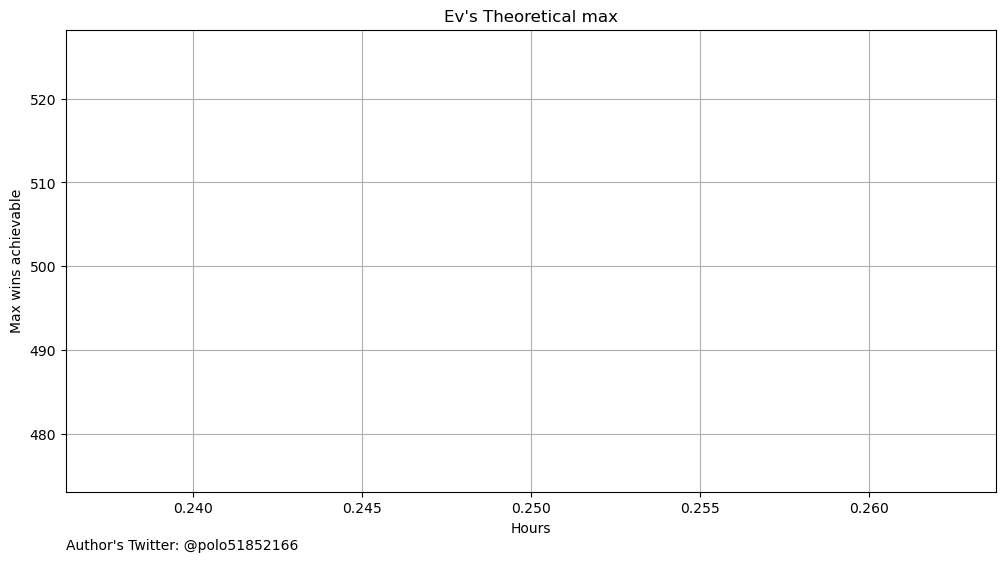 Ev's Theoretical max
Max wins achievable
520
510
500
490
480
0.240 0.245 0.250 0.255 0.260
Hours
Author's Twitter: @polo51852166